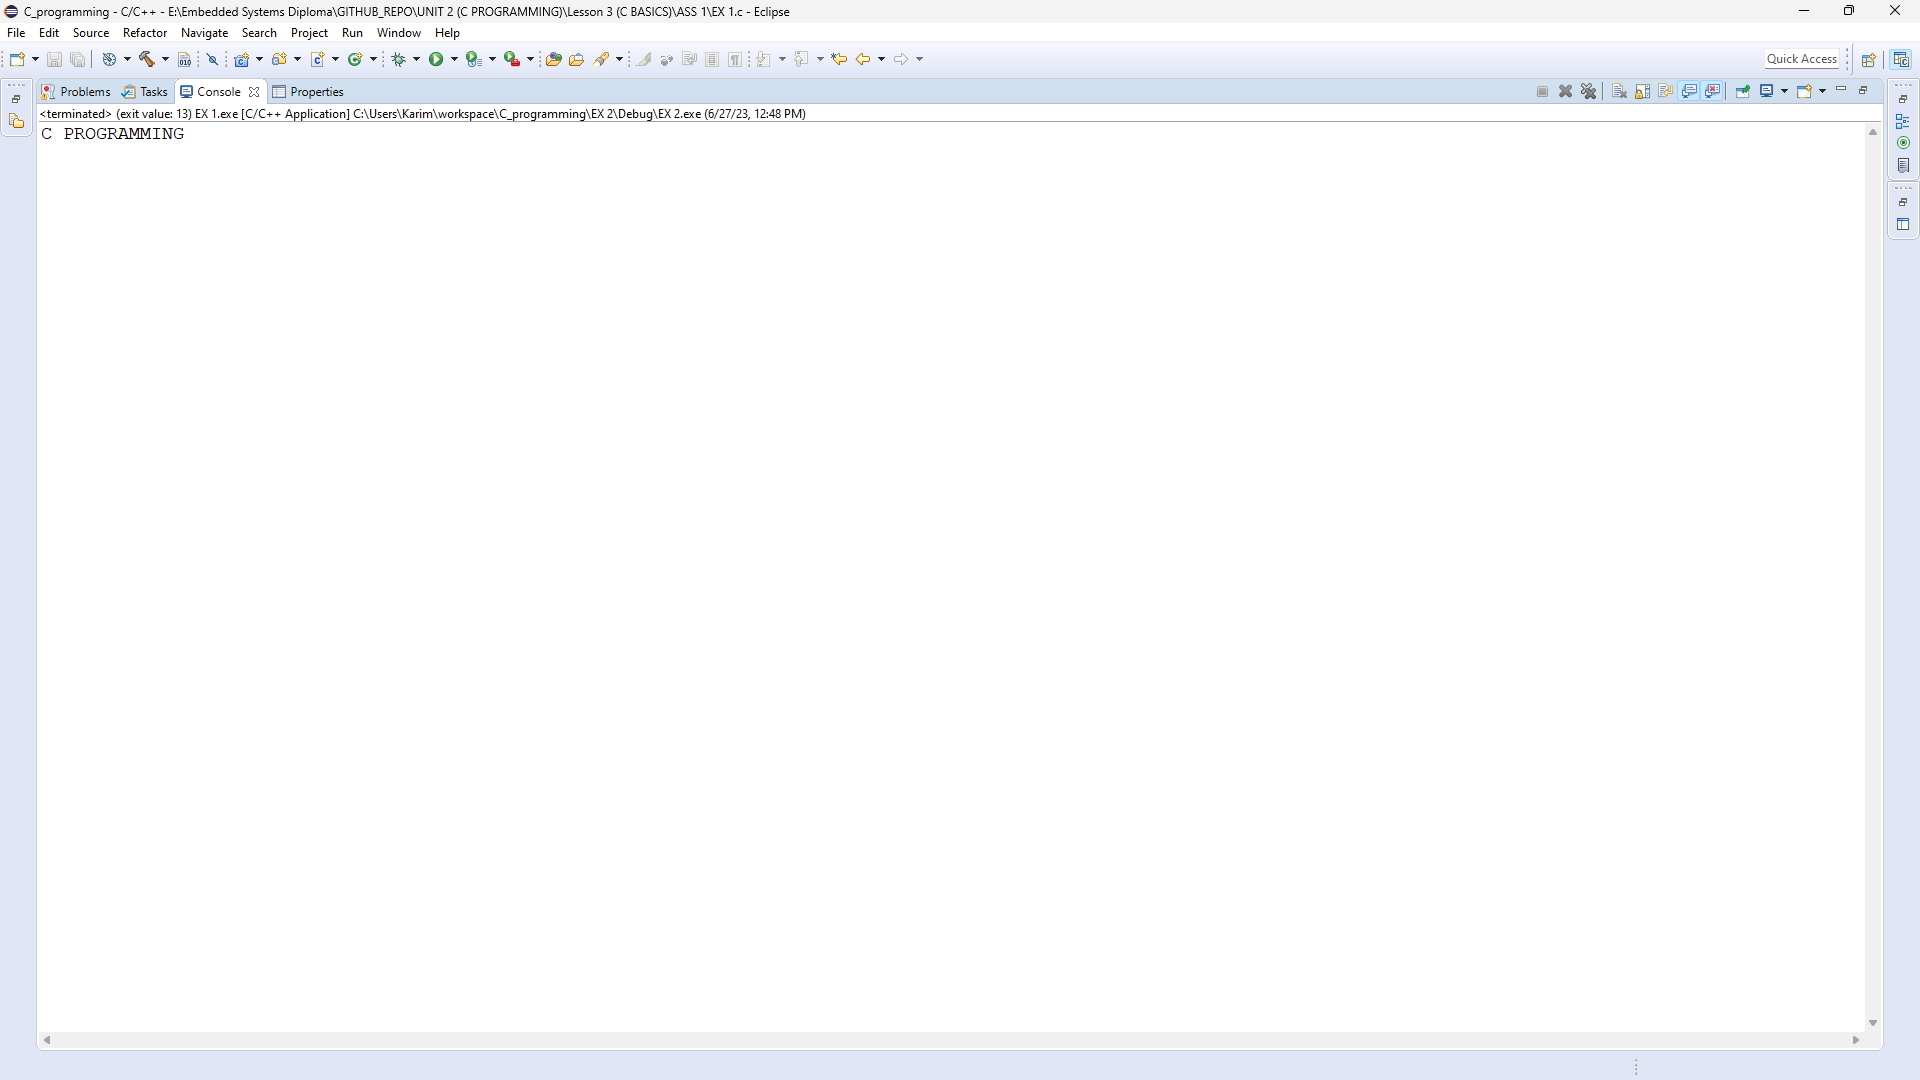 C_programming - C/C++ - E:\Embedded Systems Diploma\GITHUB_REPO\UNIT 2 (C PROGRAMMING)\Lesson 3 (C BASICS)\ASS 1\EX 1.c - Eclipse
File Edit Source Refactor Navigate Search Project Run Window Help
Quick Access
Problems Tasks Console Properties
<terminated> (exit value: 13) EX 1.exe [C/C++ Application] C:\Users\Karim\workspace\C_programming\EX 2\Debug\EX 2.exe (6/27/23, 12:48 PM)
C PROGRAMMING